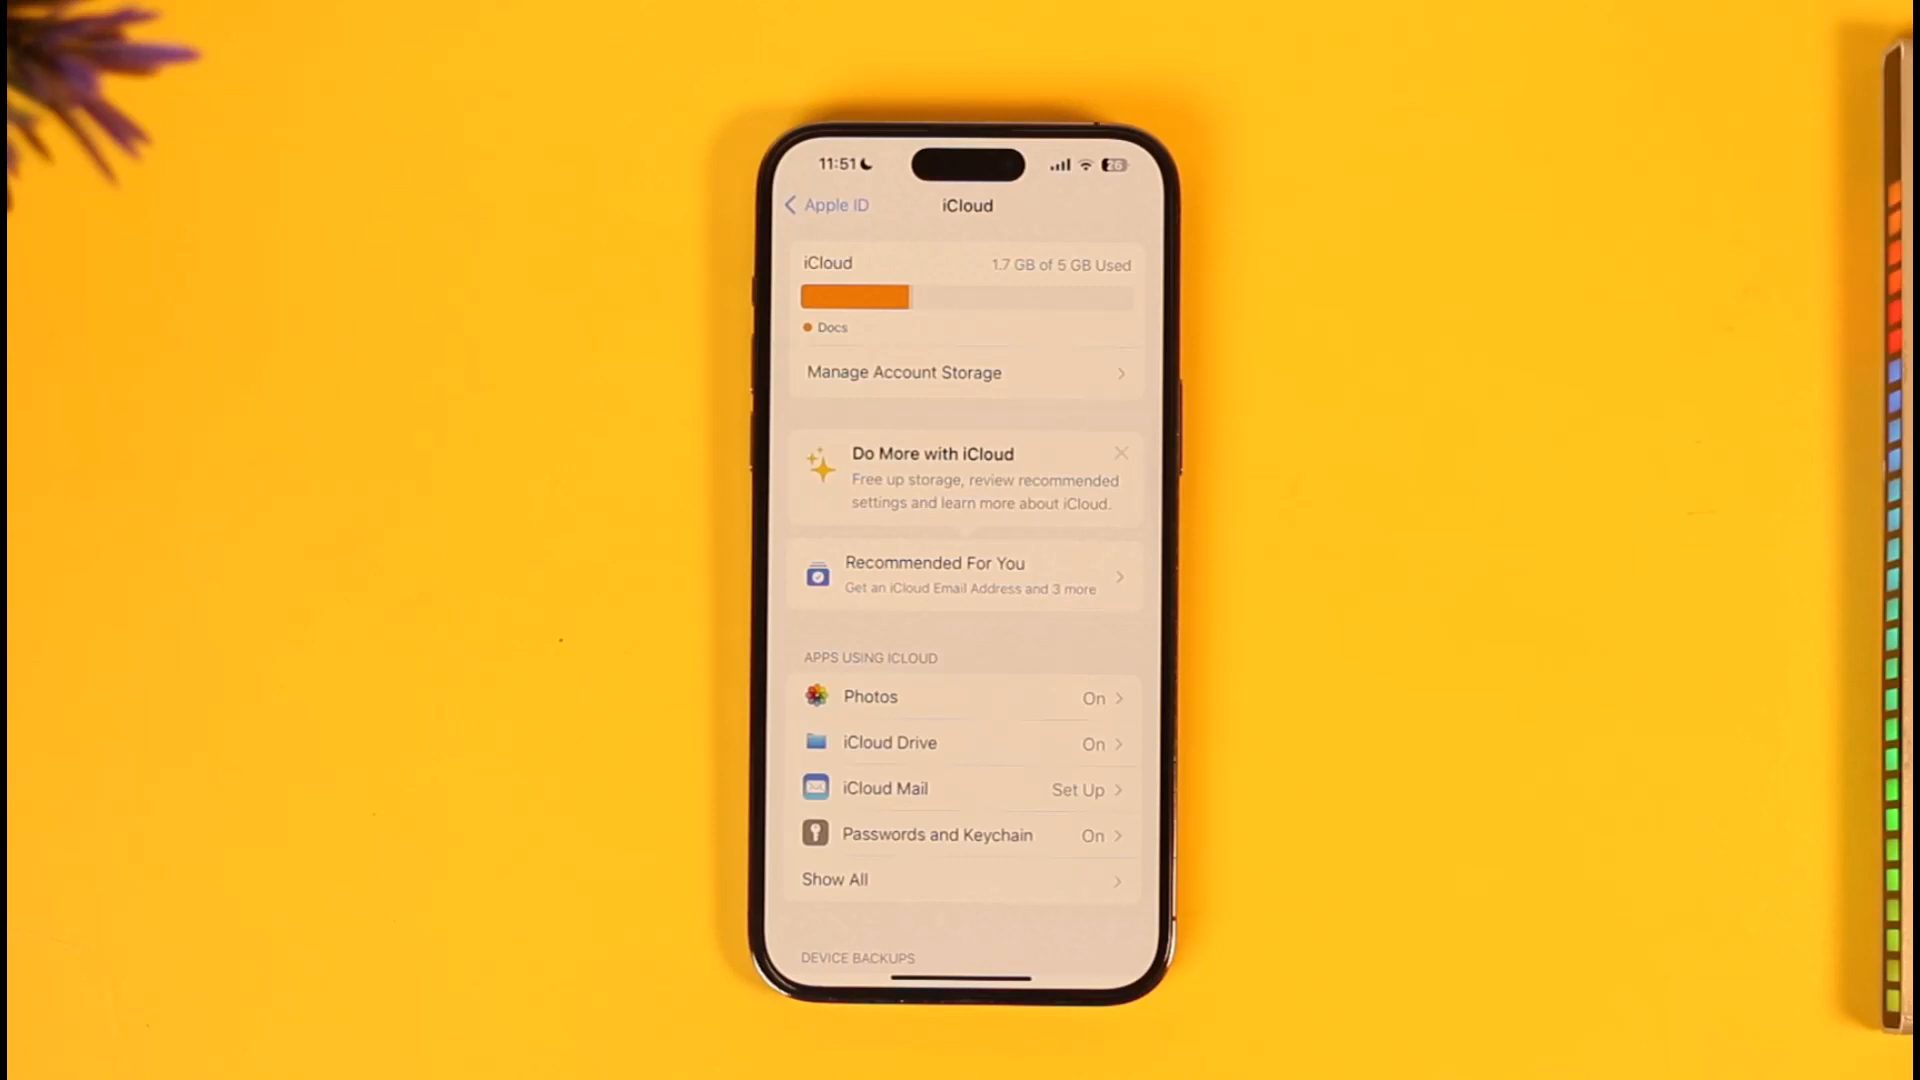 11:51
26
Apple ID
iCloud
iCloud
1.7 GB of 5 GB Used
Docs
Manage Account Storage
Do More with iCloud
Free up storage, review recommended
settings and learn more about iCloud.
Recommended For You
Get an iCloud Email Address and 3 more
APPS USING ICLOUD
Photos On
iCloud Drive On
iCloud Mail Set Up
Passwords and Keychain On
Show All
DEVICE BACKUPS